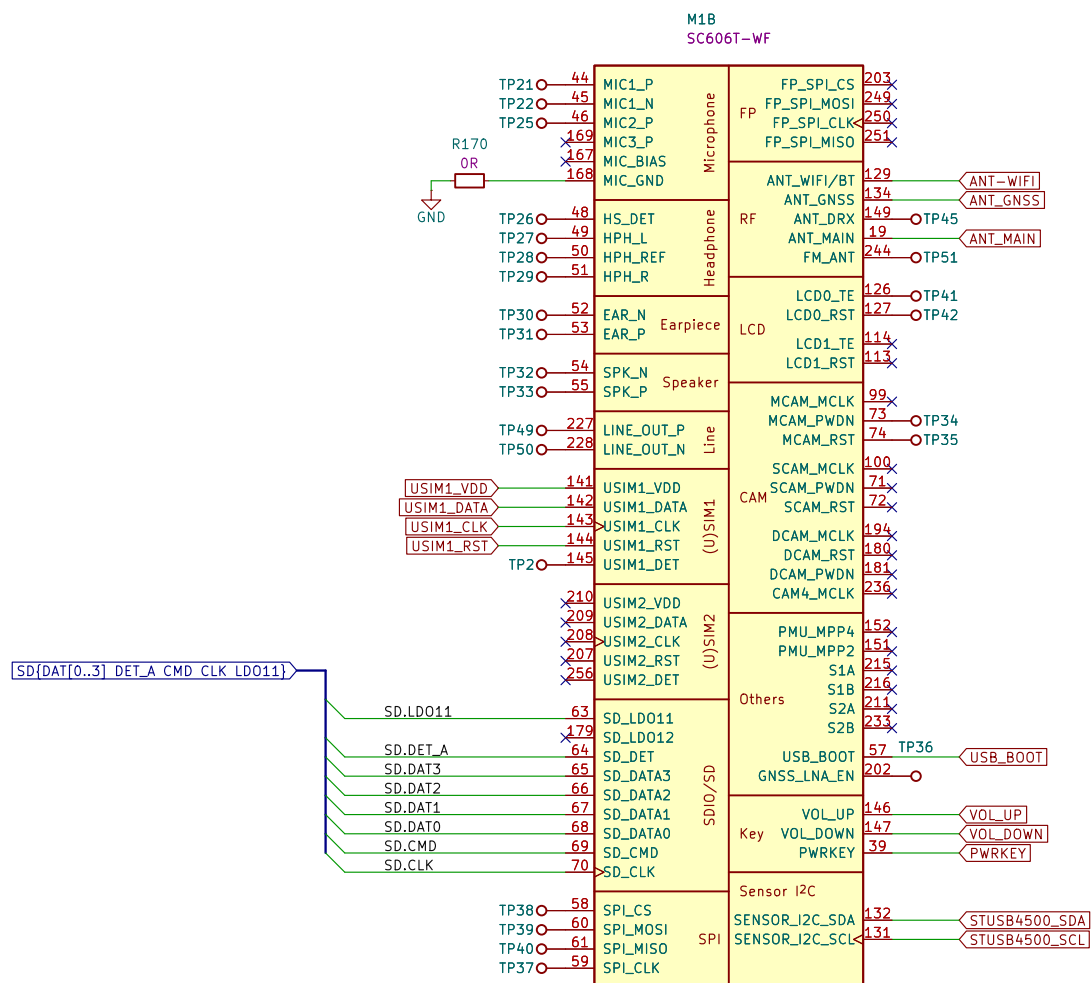 M1B
SC606T-WF
TP21 44 MIC1_P
TP22 45 MIC1_N
TP25 46 MIC2_P
169 MIC3_P
167 MIC_BIAS
R170
0R
168 MIC_GND
GND
Microphone
TP26 48 HS_DET
TP27 49 HPH_L
TP28 50 HPH_REF
TP29 51 HPH_R
Headphone
TP30 52 EAR_N
TP31 53 EAR_P
Earpiece
TP32 54 SPK_N
TP33 55 SPK_P
Speaker
TP49 227 LINE_OUT_P
TP50 228 LINE_OUT_N
Line
USIM1_VDD 141 USIM1_VDD
USIM1_DATA 142 USIM1_DATA
USIM1_CLK 143 USIM1_CLK
USIM1_RST 144 USIM1_RST
TP2 145 USIM1_DET
(U)SIM1
210 USIM2_VDD
209 USIM2_DATA
208 USIM2_CLK
207 USIM2_RST
256 USIM2_DET
(U)SIM2
SD{DAT[0..3] DET_A CMD CLK LDO11}
SD.LDO11 63 SD_LDO11
179 SD_LDO12
SD.DET_A 64 SD_DET
SD.DAT3 65 SD_DATA3
SD.DAT2 66 SD_DATA2
SD.DAT1 67 SD_DATA1
SD.DAT0 68 SD_DATA0
SD.CMD 69 SD_CMD
SD.CLK 70 SD_CLK
SDIO/SD
TP38 58 SPI_CS
TP39 60 SPI_MOSI
TP40 61 SPI_MISO
TP37 59 SPI_CLK
SPI
FP
FP_SPI_CS 203
FP_SPI_MOSI 249
FP_SPI_CLK 250
FP_SPI_MISO 251
RF
ANT_WIFI/BT 129 ANT-WIFI
ANT_GNSS 134 ANT_GNSS
ANT_DRX 149 TP45
ANT_MAIN 19 ANT_MAIN
FM_ANT 244 TP51
LCD
LCD0_TE 126 TP41
LCD0_RST 127 TP42
LCD1_TE 114
LCD1_RST 113
CAM
MCAM_MCLK 99
MCAM_PWDN 73 TP34
MCAM_RST 74 TP35
SCAM_MCLK 100
SCAM_PWDN 71
SCAM_RST 72
DCAM_MCLK 194
DCAM_RST 180
DCAM_PWDN 181
CAM4_MCLK 236
Others
PMU_MPP4 152
PMU_MPP2 151
S1A 215
S1B 216
S2A 211
S2B 233
USB_BOOT 57 USB_BOOT
TP36
GNSS_LNA_EN 202
Key
VOL_UP 146 VOL_UP
VOL_DOWN 147 VOL_DOWN
PWRKEY 39 PWRKEY
Sensor I²C
SENSOR_I2C_SDA 132 STUSB4500_SDA
SENSOR_I2C_SCL 131 STUSB4500_SCL